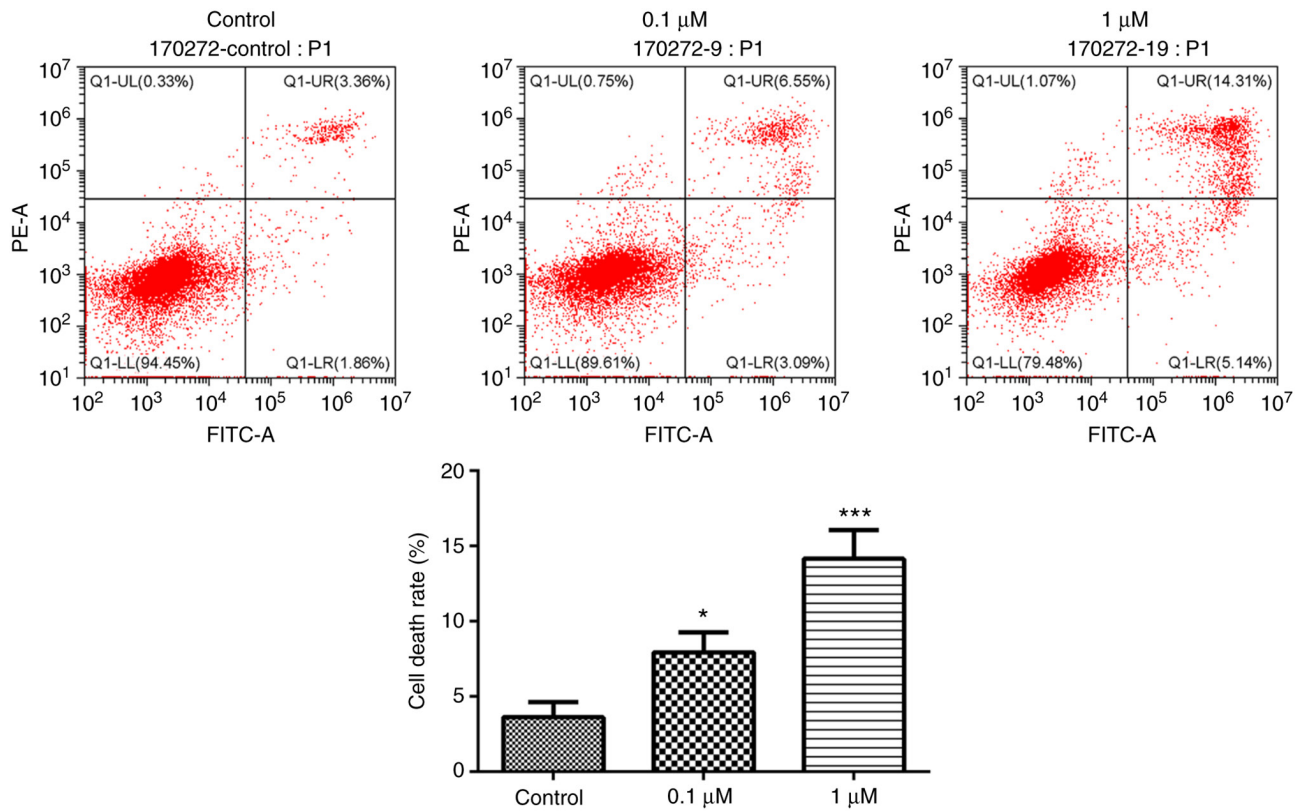 Control
170272-control : P1
Q1-UL(0.33%) Q1-UR(3.36%)
Q1-LL(94.45%) Q1-LR(1.86%)
10⁷
10⁶
10⁵
10⁴
10³
10²
10¹
PE-A
10² 10³ 10⁴ 10⁵ 10⁶ 10⁷
FITC-A
0.1 μM
170272-9 : P1
Q1-UL(0.75%) Q1-UR(6.55%)
Q1-LL(89.61%) Q1-LR(3.09%)
10⁷
10⁶
10⁵
10⁴
10³
10²
10¹
PE-A
10² 10³ 10⁴ 10⁵ 10⁶ 10⁷
FITC-A
1 μM
170272-19 : P1
Q1-UL(1.07%) Q1-UR(14.31%)
Q1-LL(79.48%) Q1-LR(5.14%)
10⁷
10⁶
10⁵
10⁴
10³
10²
10¹
PE-A
10² 10³ 10⁴ 10⁵ 10⁶ 10⁷
FITC-A
20
15
10
5
0
Cell death rate (%)
*
***
Control 0.1 μM 1 μM